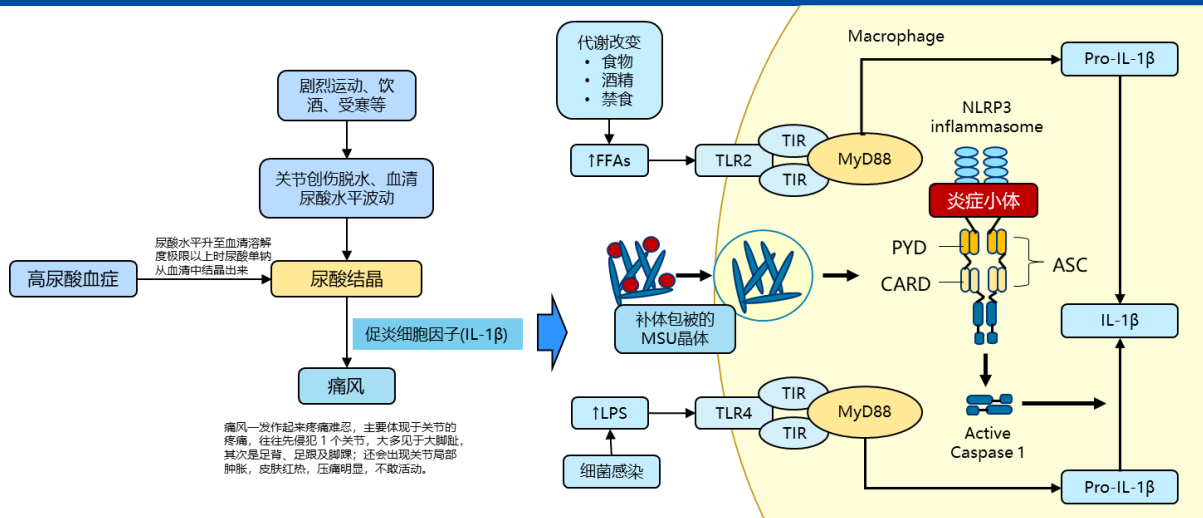 剧烈运动、饮
酒、受寒等
关节创伤脱水、血清
尿酸水平波动
尿酸水平升至血清溶解
度极限以上时尿酸单钠
从血清中结晶出来
高尿酸血症
尿酸结晶
促炎细胞因子(IL-1β)
痛风
痛风一发作起来疼痛难忍，主要体现于关节的
疼痛，往往先侵犯 1 个关节，大多见于大脚趾，
其次是足背、足跟及脚踝；还会出现关节局部
肿胀，皮肤红热，压痛明显，不敢活动。
代谢改变
• 食物
• 酒精
• 禁食
↑FFAs
TLR2
TIR
TIR
MyD88
Macrophage
Pro-IL-1β
NLRP3
inflammasome
炎症小体
PYD
CARD
ASC
补体包被的
MSU晶体
IL-1β
↑LPS
TLR4
TIR
TIR
MyD88
细菌感染
Active
Caspase 1
Pro-IL-1β